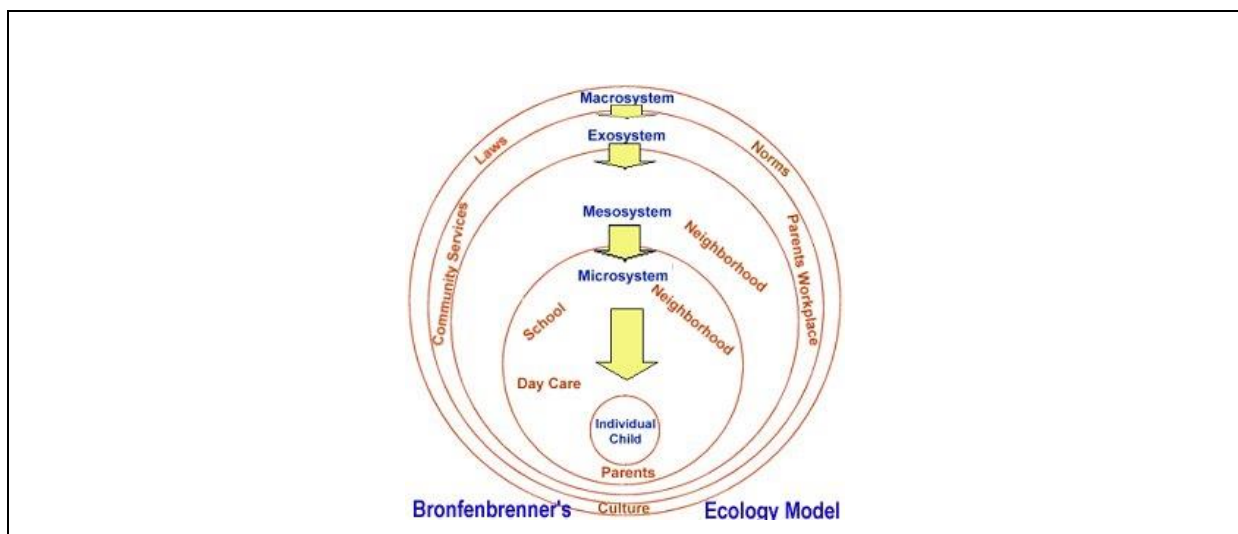 Macrosystem
Laws
Exosystem
Norms
Community Services
Mesosystem
Neighborhood
Parents Workplace
Microsystem
School
Neighborhood
Day Care
Individual
Child
Parents
Culture
Bronfenbrenner's Ecology Model